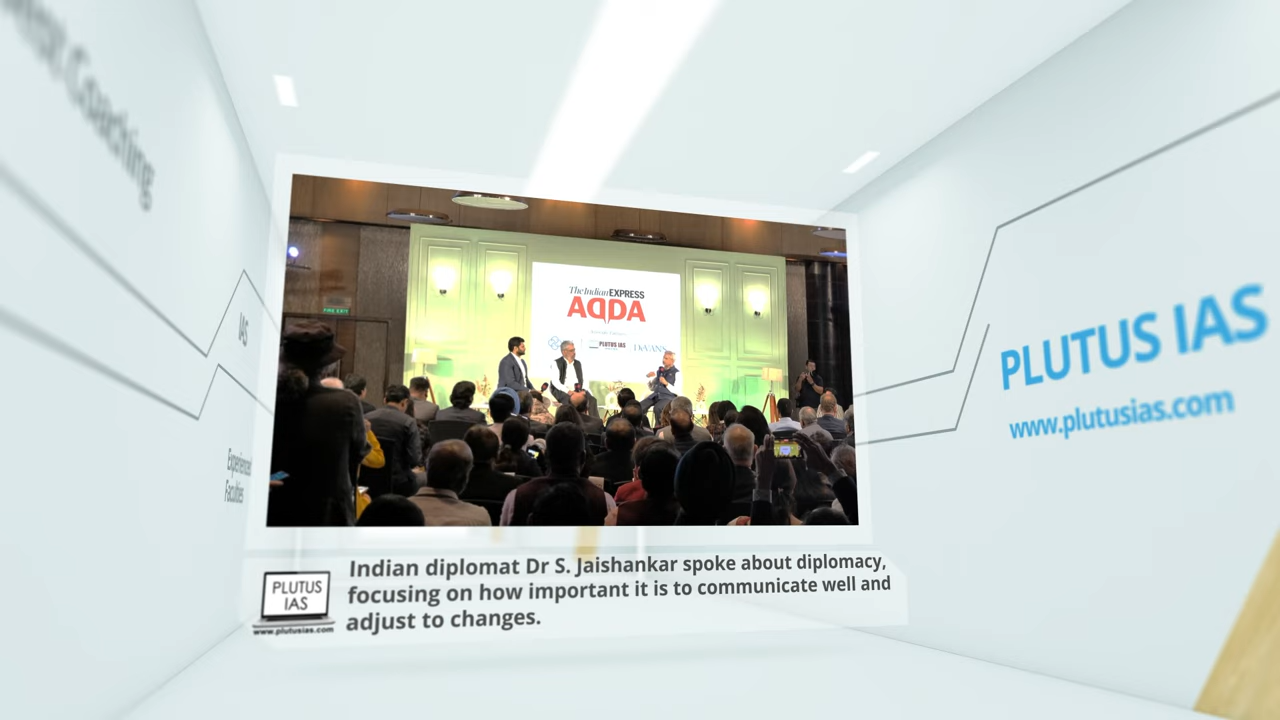 Coaching
IAS
Experienced
Faculties
FIRE EXIT
The Indian EXPRESS
ADDA
PLUTUS IAS
PLUTUS IAS
www.plutusias.com
PLUTUS
IAS
www.plutusias.com
Indian diplomat Dr S. Jaishankar spoke about diplomacy,
focusing on how important it is to communicate well and
adjust to changes.